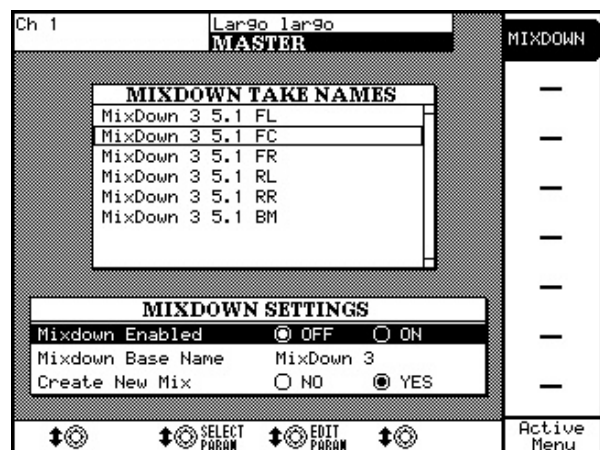 Ch 1
Largo largo
MASTER
MIXDOWN
MIXDOWN TAKE NAMES
MixDown 3 5.1 FL
MixDown 3 5.1 FC
MixDown 3 5.1 FR
MixDown 3 5.1 RL
MixDown 3 5.1 RR
MixDown 3 5.1 BM
MIXDOWN SETTINGS
Mixdown Enabled OFF ON
Mixdown Base Name MixDown 3
Create New Mix NO YES
SELECT PARAM
EDIT PARAM
Active Menu